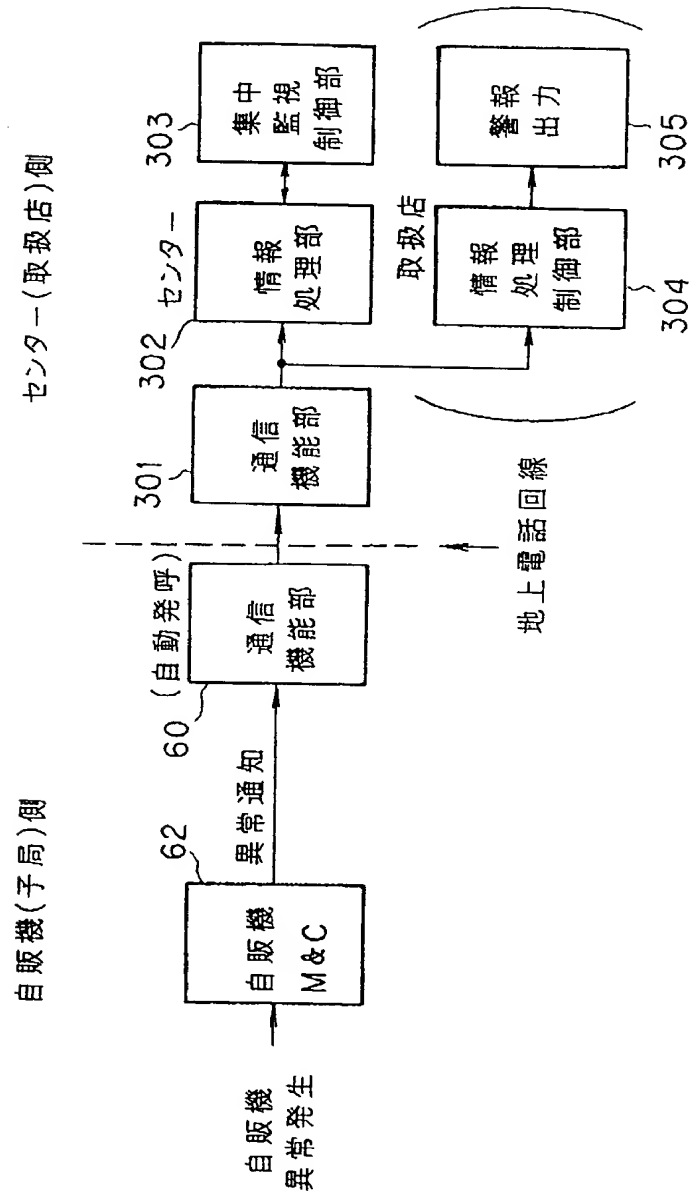 自販機(子局)側
センター(取扱店)側
自販機
異常発生
62
自販機
M&C
異常通知
60
(自動発呼)
通信
機能部
地上電話回線
301
通信
機能部
302
センター
情報
処理部
303
集中
監視
制御部
取扱店
情報
処理
制御部
304
警報
出力
305